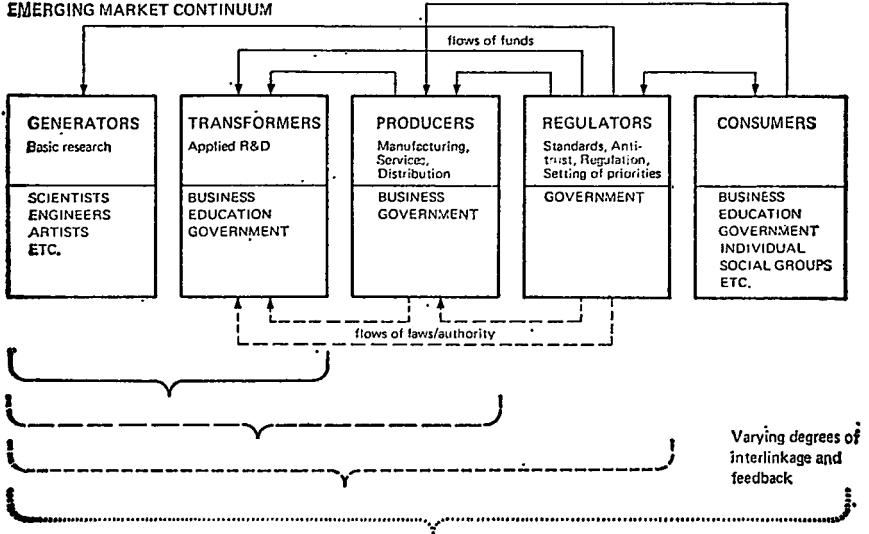 EMERGING MARKET CONTINUUM
flows of funds
GENERATORS
Basic research
SCIENTISTS
ENGINEERS
ARTISTS
ETC.
TRANSFORMERS
Applied R&D
BUSINESS
EDUCATION
GOVERNMENT
PRODUCERS
Manufacturing,
Services,
Distribution
BUSINESS
GOVERNMENT
REGULATORS
Standards, Anti-
trust, Regulation,
Setting of priorities
GOVERNMENT
CONSUMERS
BUSINESS
EDUCATION
GOVERNMENT
INDIVIDUAL
SOCIAL GROUPS
ETC.
flows of laws/authority
Varying degrees of
interlinkage and
feedback